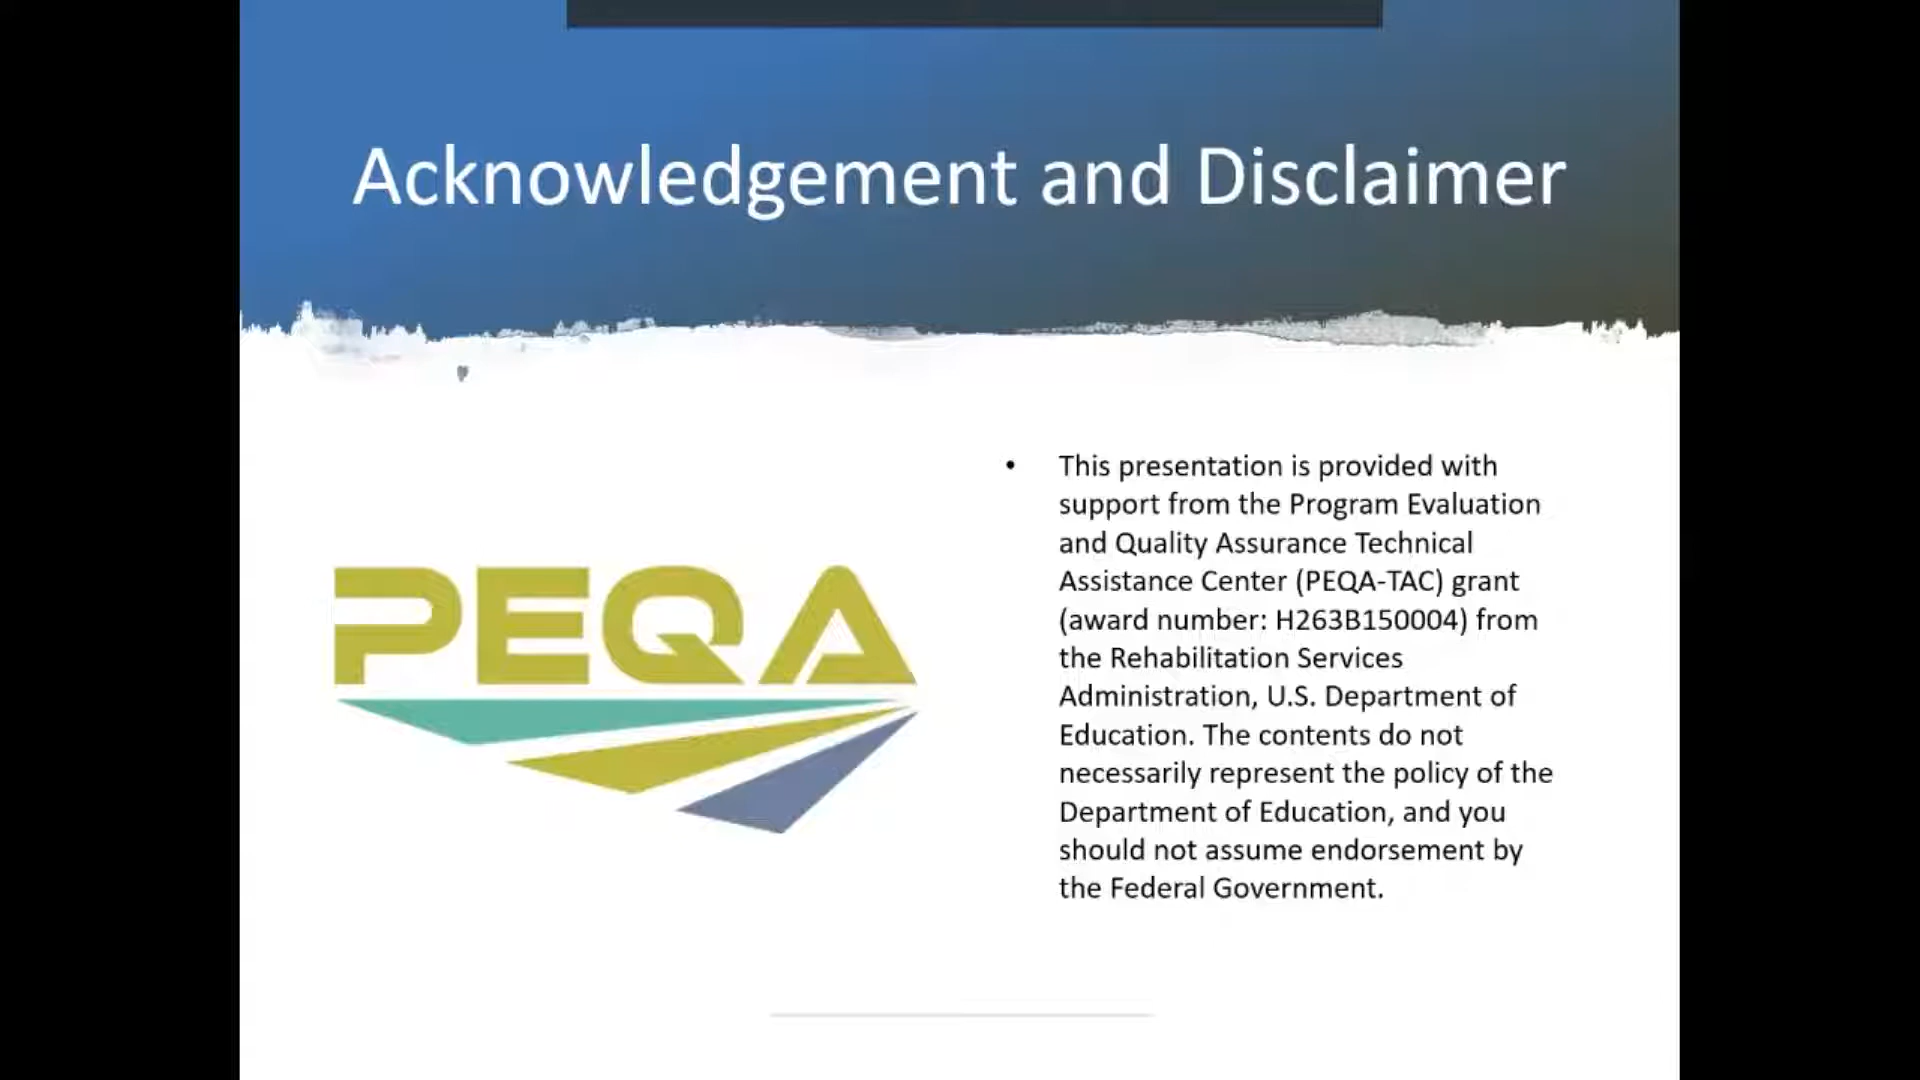 Acknowledgement and Disclaimer
PEQA
• This presentation is provided with
support from the Program Evaluation
and Quality Assurance Technical
Assistance Center (PEQA-TAC) grant
(award number: H263B150004) from
the Rehabilitation Services
Administration, U.S. Department of
Education. The contents do not
necessarily represent the policy of the
Department of Education, and you
should not assume endorsement by
the Federal Government.